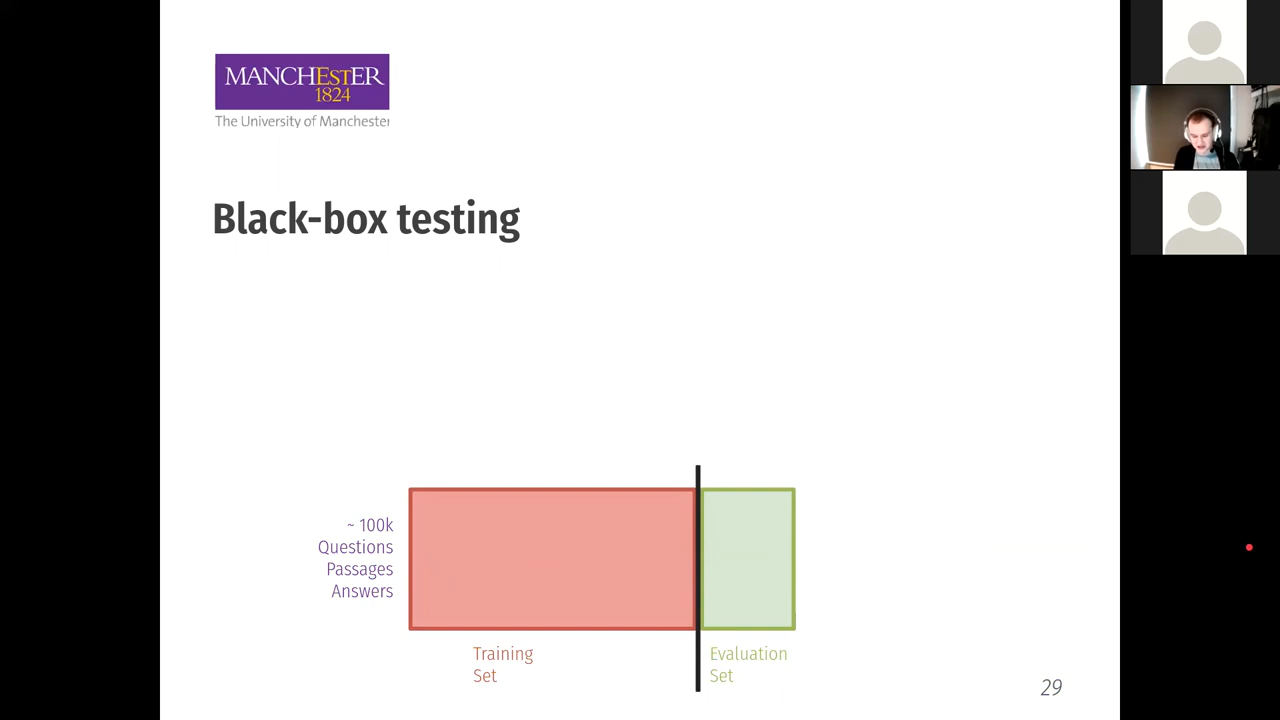 MANCHESTER
1824
The University of Manchester
Black-box testing
~ 100k
Questions
Passages
Answers
Training
Set
Evaluation
Set
29